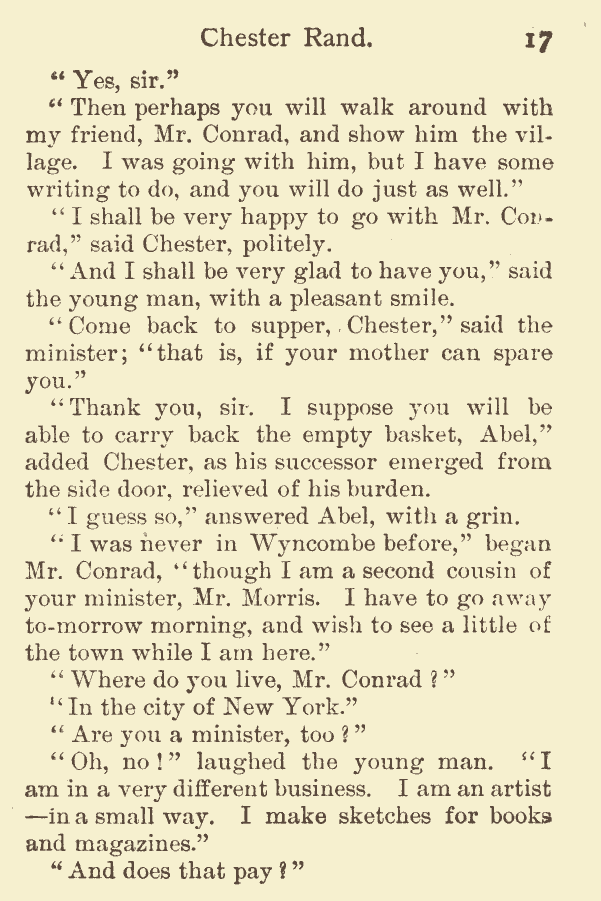 Chester Rand. 17
“ Yes, sir.”
“ Then perhaps you will walk around with
my friend, Mr. Conrad, and show him the vil-
lage. I was going with him, but I have some
writing to do, and you will do just as well.”
“ I shall be very happy to go with Mr. Con-
rad,” said Chester, politely.
“ And I shall be very glad to have you,” said
the young man, with a pleasant smile.
“ Come back to supper, Chester,” said the
minister; “that is, if your mother can spare
you.”
“ Thank you, sir. I suppose you will be
able to carry back the empty basket, Abel,”
added Chester, as his successor emerged from
the side door, relieved of his burden.
“ I guess so,” answered Abel, with a grin.
“ I was never in Wyncombe before,” began
Mr. Conrad, “though I am a second cousin of
your minister, Mr. Morris. I have to go away
to-morrow morning, and wish to see a little of
the town while I am here.”
“ Where do you live, Mr. Conrad ?”
“ In the city of New York.”
“ Are you a minister, too ?”
“ Oh, no !” laughed the young man. “I
am in a very different business. I am an artist
—in a small way. I make sketches for books
and magazines.”
“ And does that pay ?”